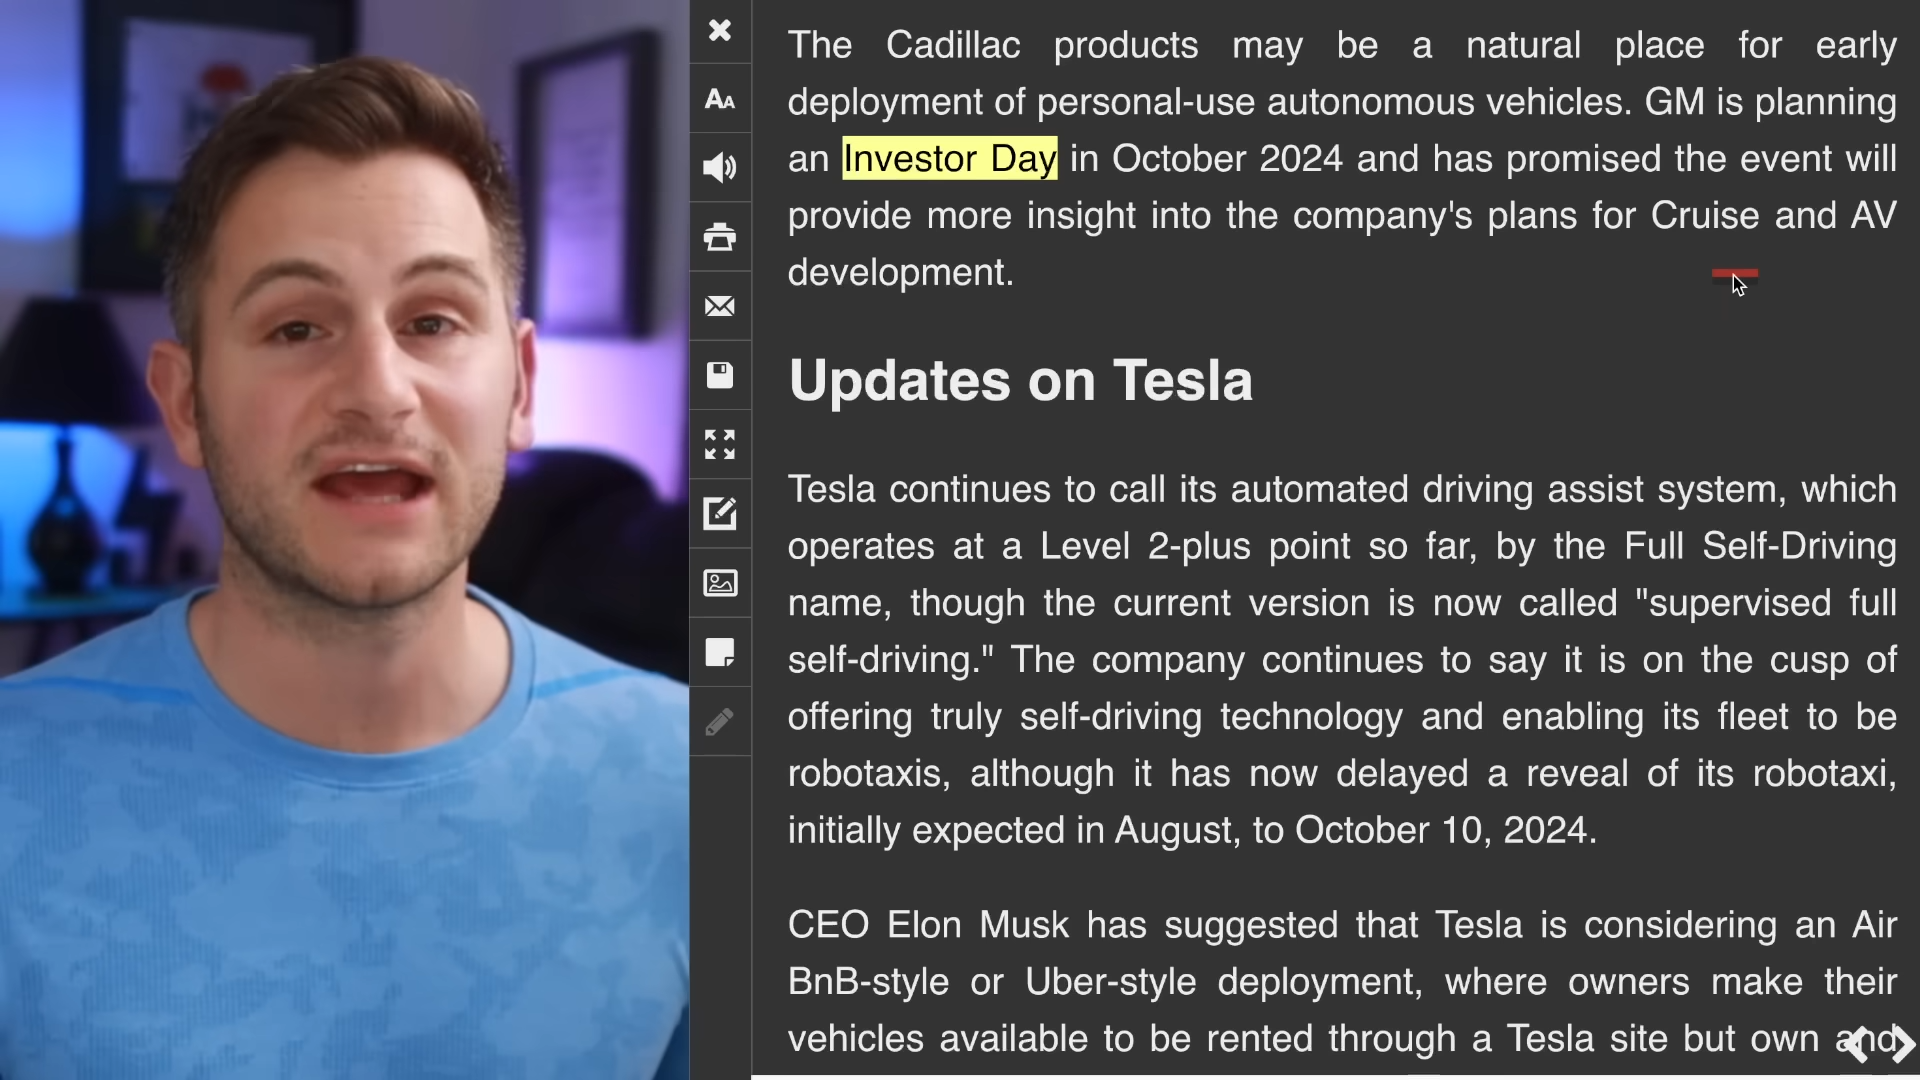 The Cadillac products may be a natural place for early
deployment of personal-use autonomous vehicles. GM is planning
an Investor Day in October 2024 and has promised the event will
provide more insight into the company's plans for Cruise and AV
development.
Updates on Tesla
Tesla continues to call its automated driving assist system, which
operates at a Level 2-plus point so far, by the Full Self-Driving
name, though the current version is now called "supervised full
self-driving." The company continues to say it is on the cusp of
offering truly self-driving technology and enabling its fleet to be
robotaxis, although it has now delayed a reveal of its robotaxi,
initially expected in August, to October 10, 2024.
CEO Elon Musk has suggested that Tesla is considering an Air
BnB-style or Uber-style deployment, where owners make their
vehicles available to be rented through a Tesla site but own and